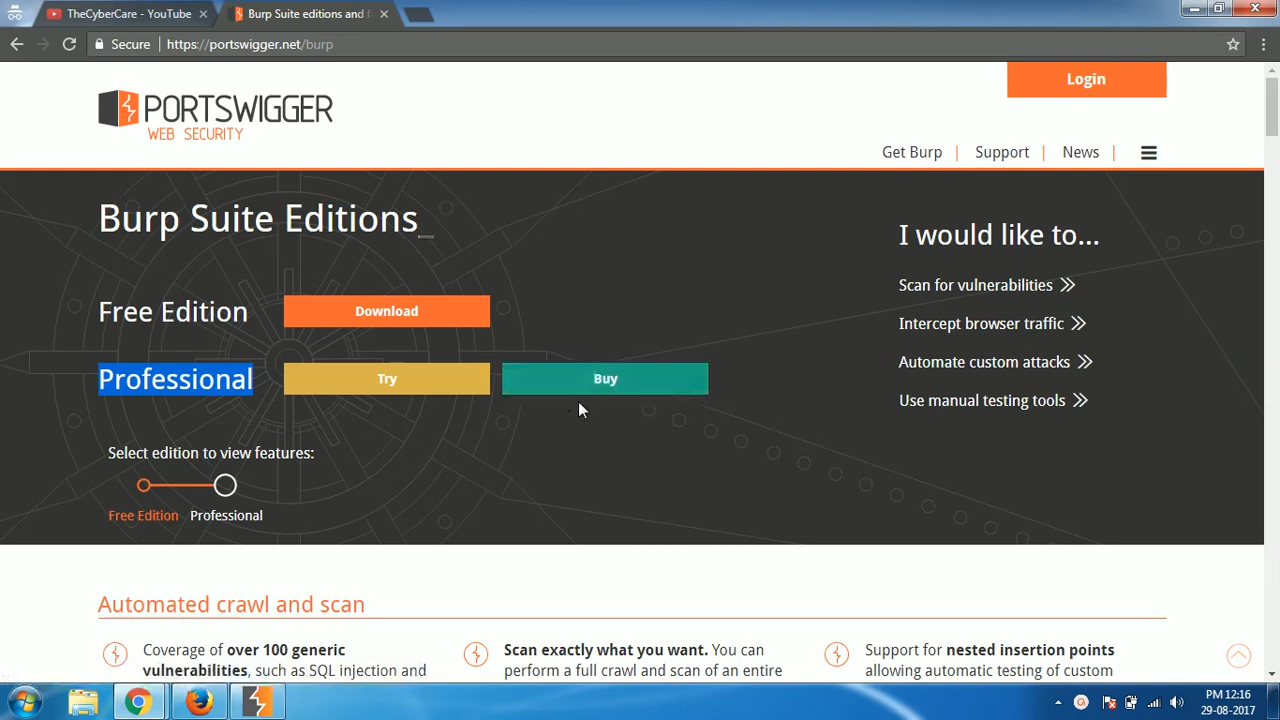 TheCyberCare - YouTube
Burp Suite editions and f
Secure
https://portswigger.net/burp
Login
PORTSWIGGER
WEB SECURITY
Get Burp | Support | News |
Burp Suite Editions_
Free Edition
Download
Professional
Try
Buy
Select edition to view features:
Free Edition
Professional
I would like to...
Scan for vulnerabilities
Intercept browser traffic
Automate custom attacks
Use manual testing tools
Automated crawl and scan
Coverage of over 100 generic
vulnerabilities, such as SQL injection and
Scan exactly what you want. You can
perform a full crawl and scan of an entire
Support for nested insertion points
allowing automatic testing of custom
PM 12:16
29-08-2017